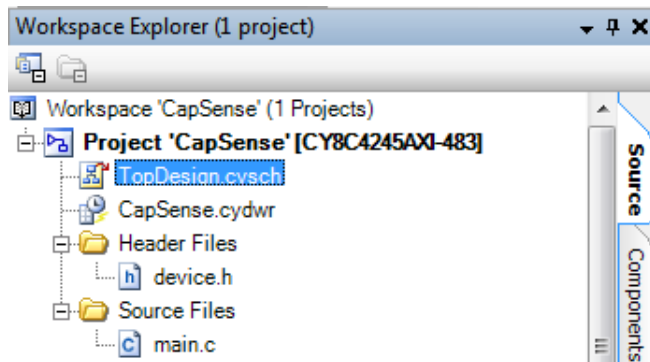 Workspace Explorer (1 project)
Workspace 'CapSense' (1 Projects)
Project 'CapSense' [CY8C4245AXI-483]
TopDesign.cysch
CapSense.cydwr
Header Files
h device.h
Source Files
c main.c
Source
Components